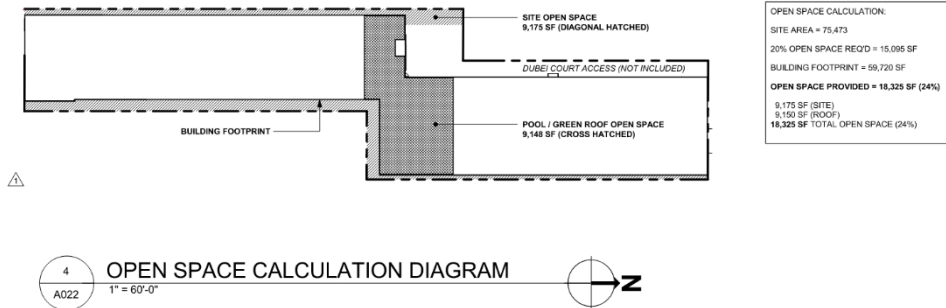 SITE OPEN SPACE
9,175 SF (DIAGONAL HATCHED)
DUBEI COURT ACCESS (NOT INCLUDED)
BUILDING FOOTPRINT
POOL / GREEN ROOF OPEN SPACE
9,148 SF (CROSS HATCHED)
OPEN SPACE CALCULATION:
SITE AREA = 75,473
20% OPEN SPACE REQ'D = 15,095 SF
BUILDING FOOTPRINT = 59,720 SF
OPEN SPACE PROVIDED = 18,325 SF (24%)
9,175 SF (SITE)
9,150 SF (ROOF)
18,325 SF TOTAL OPEN SPACE (24%)
1
4
A022
OPEN SPACE CALCULATION DIAGRAM
1" = 60'-0"
N